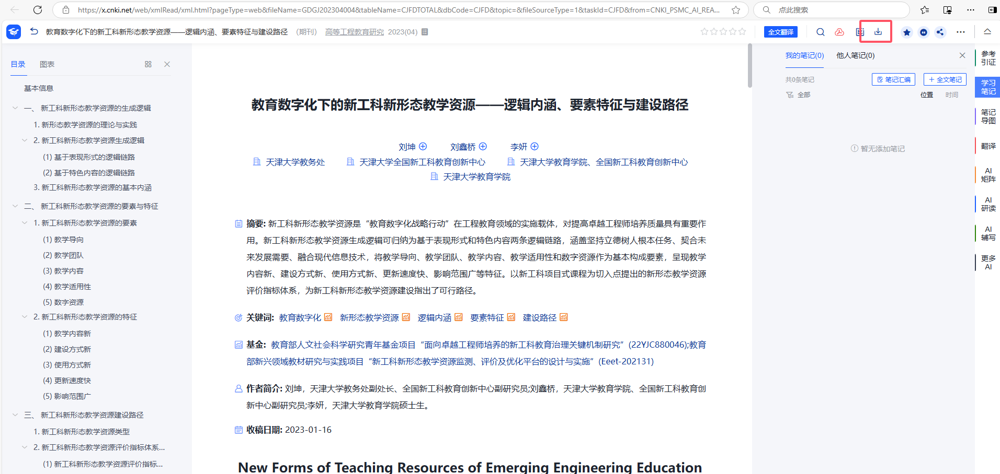 https://x.cnki.net/web/xmlRead/xml.html?pageType=web&fileName=GDGJ202304004&tableName=CJFDTOTAL&dbCode=CJFD&topic=&fileSourceType=1&taskId=CJFD&from=CNKI_PSMC_AI_REA...
点此搜索
教育数字化下的新工科新形态教学资源——逻辑内涵、要素特征与建设路径 （期刊） 高等工程教育研究 2023(04)
全文翻译
目录 图表
基本信息
一、 新工科新形态教学资源的生成逻辑
1. 新形态教学资源的理论与实践
2. 新工科新形态教学资源生成逻辑
(1) 基于表现形式的逻辑链路
(2) 基于特色内容的逻辑链路
3. 新工科新形态教学资源的基本内涵
二、 新工科新形态教学资源的要素与特征
1. 新工科新形态教学资源的要素
(1) 教学导向
(2) 教学团队
(3) 教学内容
(4) 教学适用性
(5) 数字资源
2. 新工科新形态教学资源的特征
(1) 教学内容新
(2) 建设方式新
(3) 使用方式新
(4) 更新速度快
(5) 影响范围广
三、 新工科新形态教学资源建设路径
1. 新工科新形态教学资源类型
2. 新工科新形态教学资源评价指标体系...
(1) 新工科新形态教学资源评价指标...
教育数字化下的新工科新形态教学资源——逻辑内涵、要素特征与建设路径
刘坤 刘鑫桥 李妍
天津大学教务处 天津大学全国新工科教育创新中心 天津大学教育学院、全国新工科教育创新中心
天津大学教育学院
摘要: 新工科新形态教学资源是“教育数字化战略行动”在工程教育领域的实施载体，对提高卓越工程师培养质量具有重要作
用。新工科新形态教学资源生成逻辑可归纳为基于表现形式和特色内容两条逻辑链路，涵盖坚持立德树人根本任务、契合未
来发展需要、融合现代信息技术，将教学导向、教学团队、教学内容、教学适用性和数字资源作为基本构成要素，呈现教学
内容新、建设方式新、使用方式新、更新速度快、影响范围广等特征。以新工科项目式课程为切入点提出的新形态教学资源
评价指标体系，为新工科新形态教学资源建设指出了可行路径。
关键词: 教育数字化 新形态教学资源 逻辑内涵 要素特征 建设路径
基金: 教育部人文社会科学研究青年基金项目“面向卓越工程师培养的新工科教育治理关键机制研究”(22YJC880046);教育
部新兴领域教材研究与实践项目“新工科新形态教学资源监测、评价及优化平台的设计与实施”(Eeet-202131)
作者简介: 刘坤，天津大学教务处副处长、全国新工科教育创新中心副研究员;刘鑫桥，天津大学教育学院、全国新工科教育创
新中心副研究员;李妍，天津大学教育学院硕士生。
收稿日期: 2023-01-16
New Forms of Teaching Resources of Emerging Engineering Education
我的笔记(0) 他人笔记(0)
共0条笔记 笔记汇编 全文笔记
全部 位置 时间
暂无添加笔记
参考
引证
学习
笔记
笔记
导图
翻译
AI
矩阵
AI
研读
AI
辅写
更多
AI